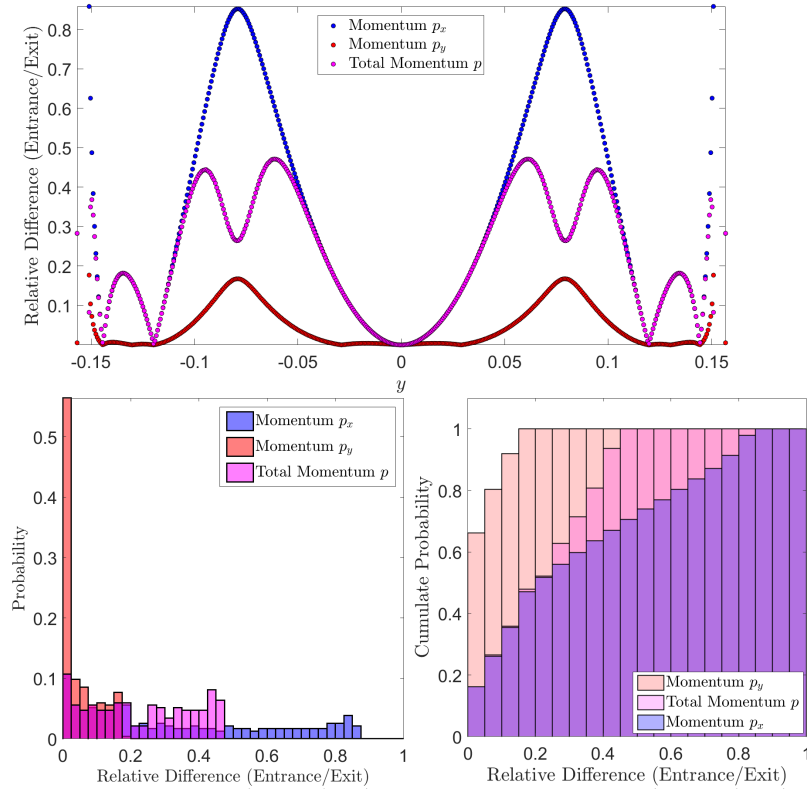 Relative Difference (Entrance/Exit)
0.8
0.7
0.6
0.5
0.4
0.3
0.2
0.1
Momentum p_x
Momentum p_y
Total Momentum p
-0.15 -0.1 -0.05 0 0.05 0.1 0.15
y
Probability
0.5
0.4
0.3
0.2
0.1
0
Momentum p_x
Momentum p_y
Total Momentum p
0 0.2 0.4 0.6 0.8 1
Relative Difference (Entrance/Exit)
Cumulate Probability
1
0.8
0.6
0.4
0.2
0
Momentum p_y
Total Momentum p
Momentum p_x
0 0.2 0.4 0.6 0.8 1
Relative Difference (Entrance/Exit)